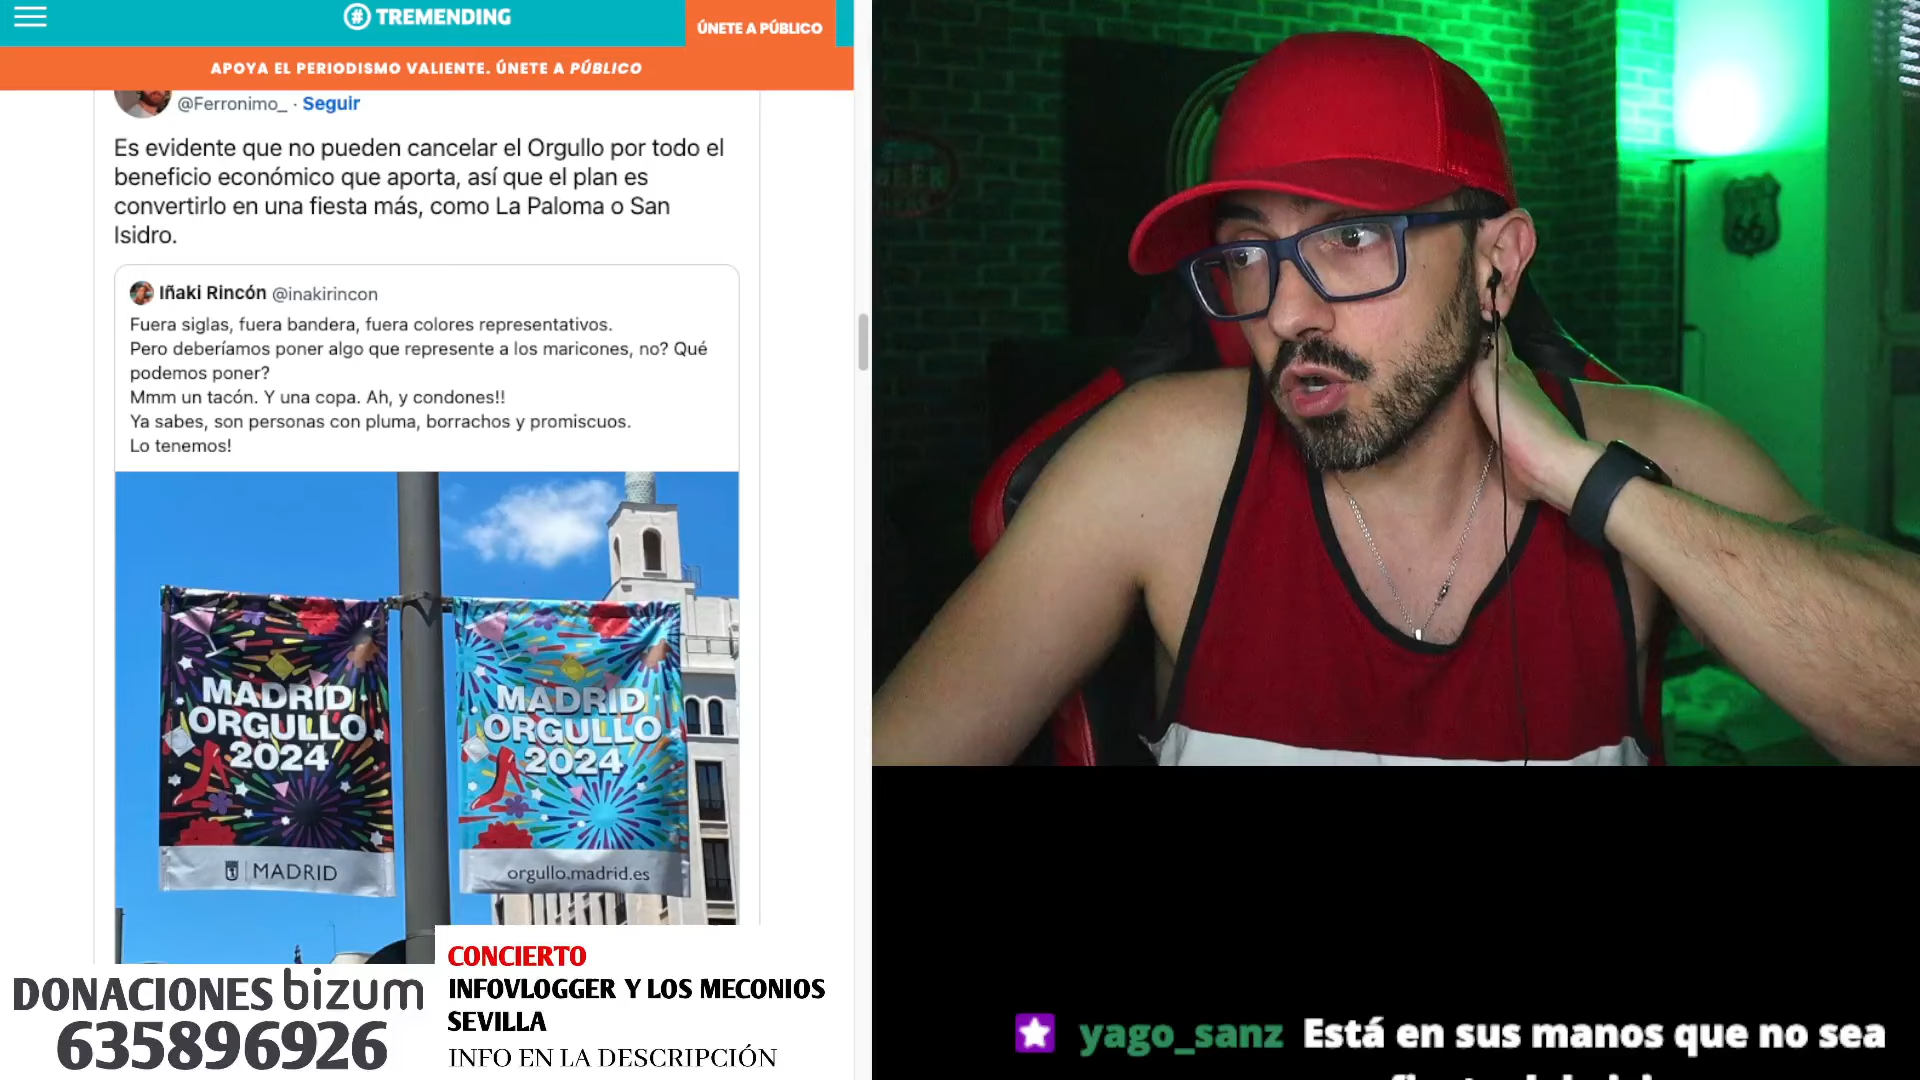 # TREMENDING
ÚNETE A PÚBLICO
APOYA EL PERIODISMO VALIENTE. ÚNETE A PÚBLICO
@Ferronimo_ · Seguir
Es evidente que no pueden cancelar el Orgullo por todo el
beneficio económico que aporta, así que el plan es
convertirlo en una fiesta más, como La Paloma o San
Isidro.
Iñaki Rincón @inakirincon
Fuera siglas, fuera bandera, fuera colores representativos.
Pero deberíamos poner algo que represente a los maricones, no? Qué
podemos poner?
Mmm un tacón. Y una copa. Ah, y condones!!
Ya sabes, son personas con pluma, borrachos y promiscuos.
Lo tenemos!
MADRID
ORGULLO
2024
MADRID
MADRID
ORGULLO
2024
orgullo.madrid.es
DONACIONES bizum
635896926
CONCIERTO
INFOVLOGGER Y LOS MECONIOS
SEVILLA
INFO EN LA DESCRIPCIÓN
66
yago_sanz Está en sus manos que no sea